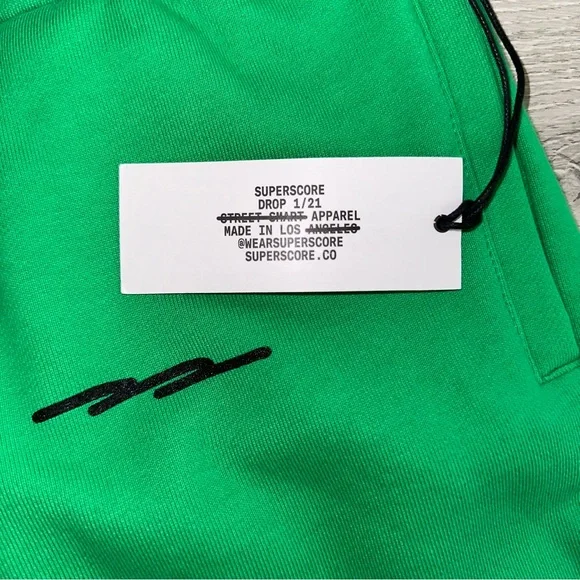 SUPERSCORE
DROP 1/21
STREET SMART APPAREL
MADE IN LOS ANGELES
@WEARSUPERSCORE
SUPERSCORE.CO